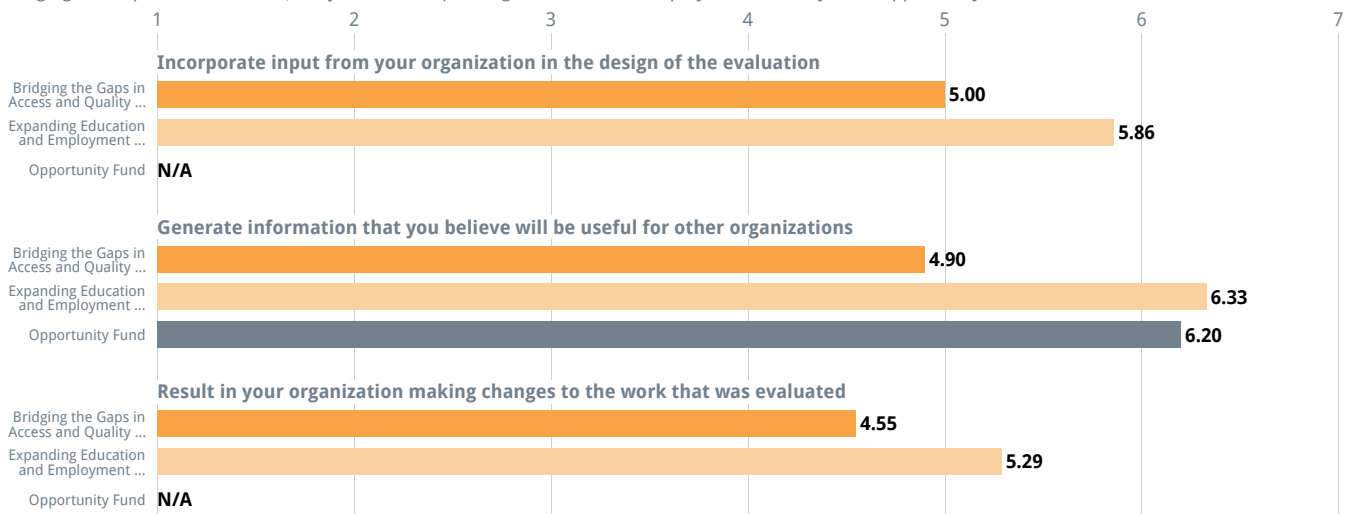 1 2 3 4 5 6 7
Incorporate input from your organization in the design of the evaluation
Bridging the Gaps in
Access and Quality ...
5.00
Expanding Education
and Employment ...
5.86
Opportunity Fund N/A
Generate information that you believe will be useful for other organizations
Bridging the Gaps in
Access and Quality ...
4.90
Expanding Education
and Employment ...
6.33
Opportunity Fund 6.20
Result in your organization making changes to the work that was evaluated
Bridging the Gaps in
Access and Quality ...
4.55
Expanding Education
and Employment ...
5.29
Opportunity Fund N/A